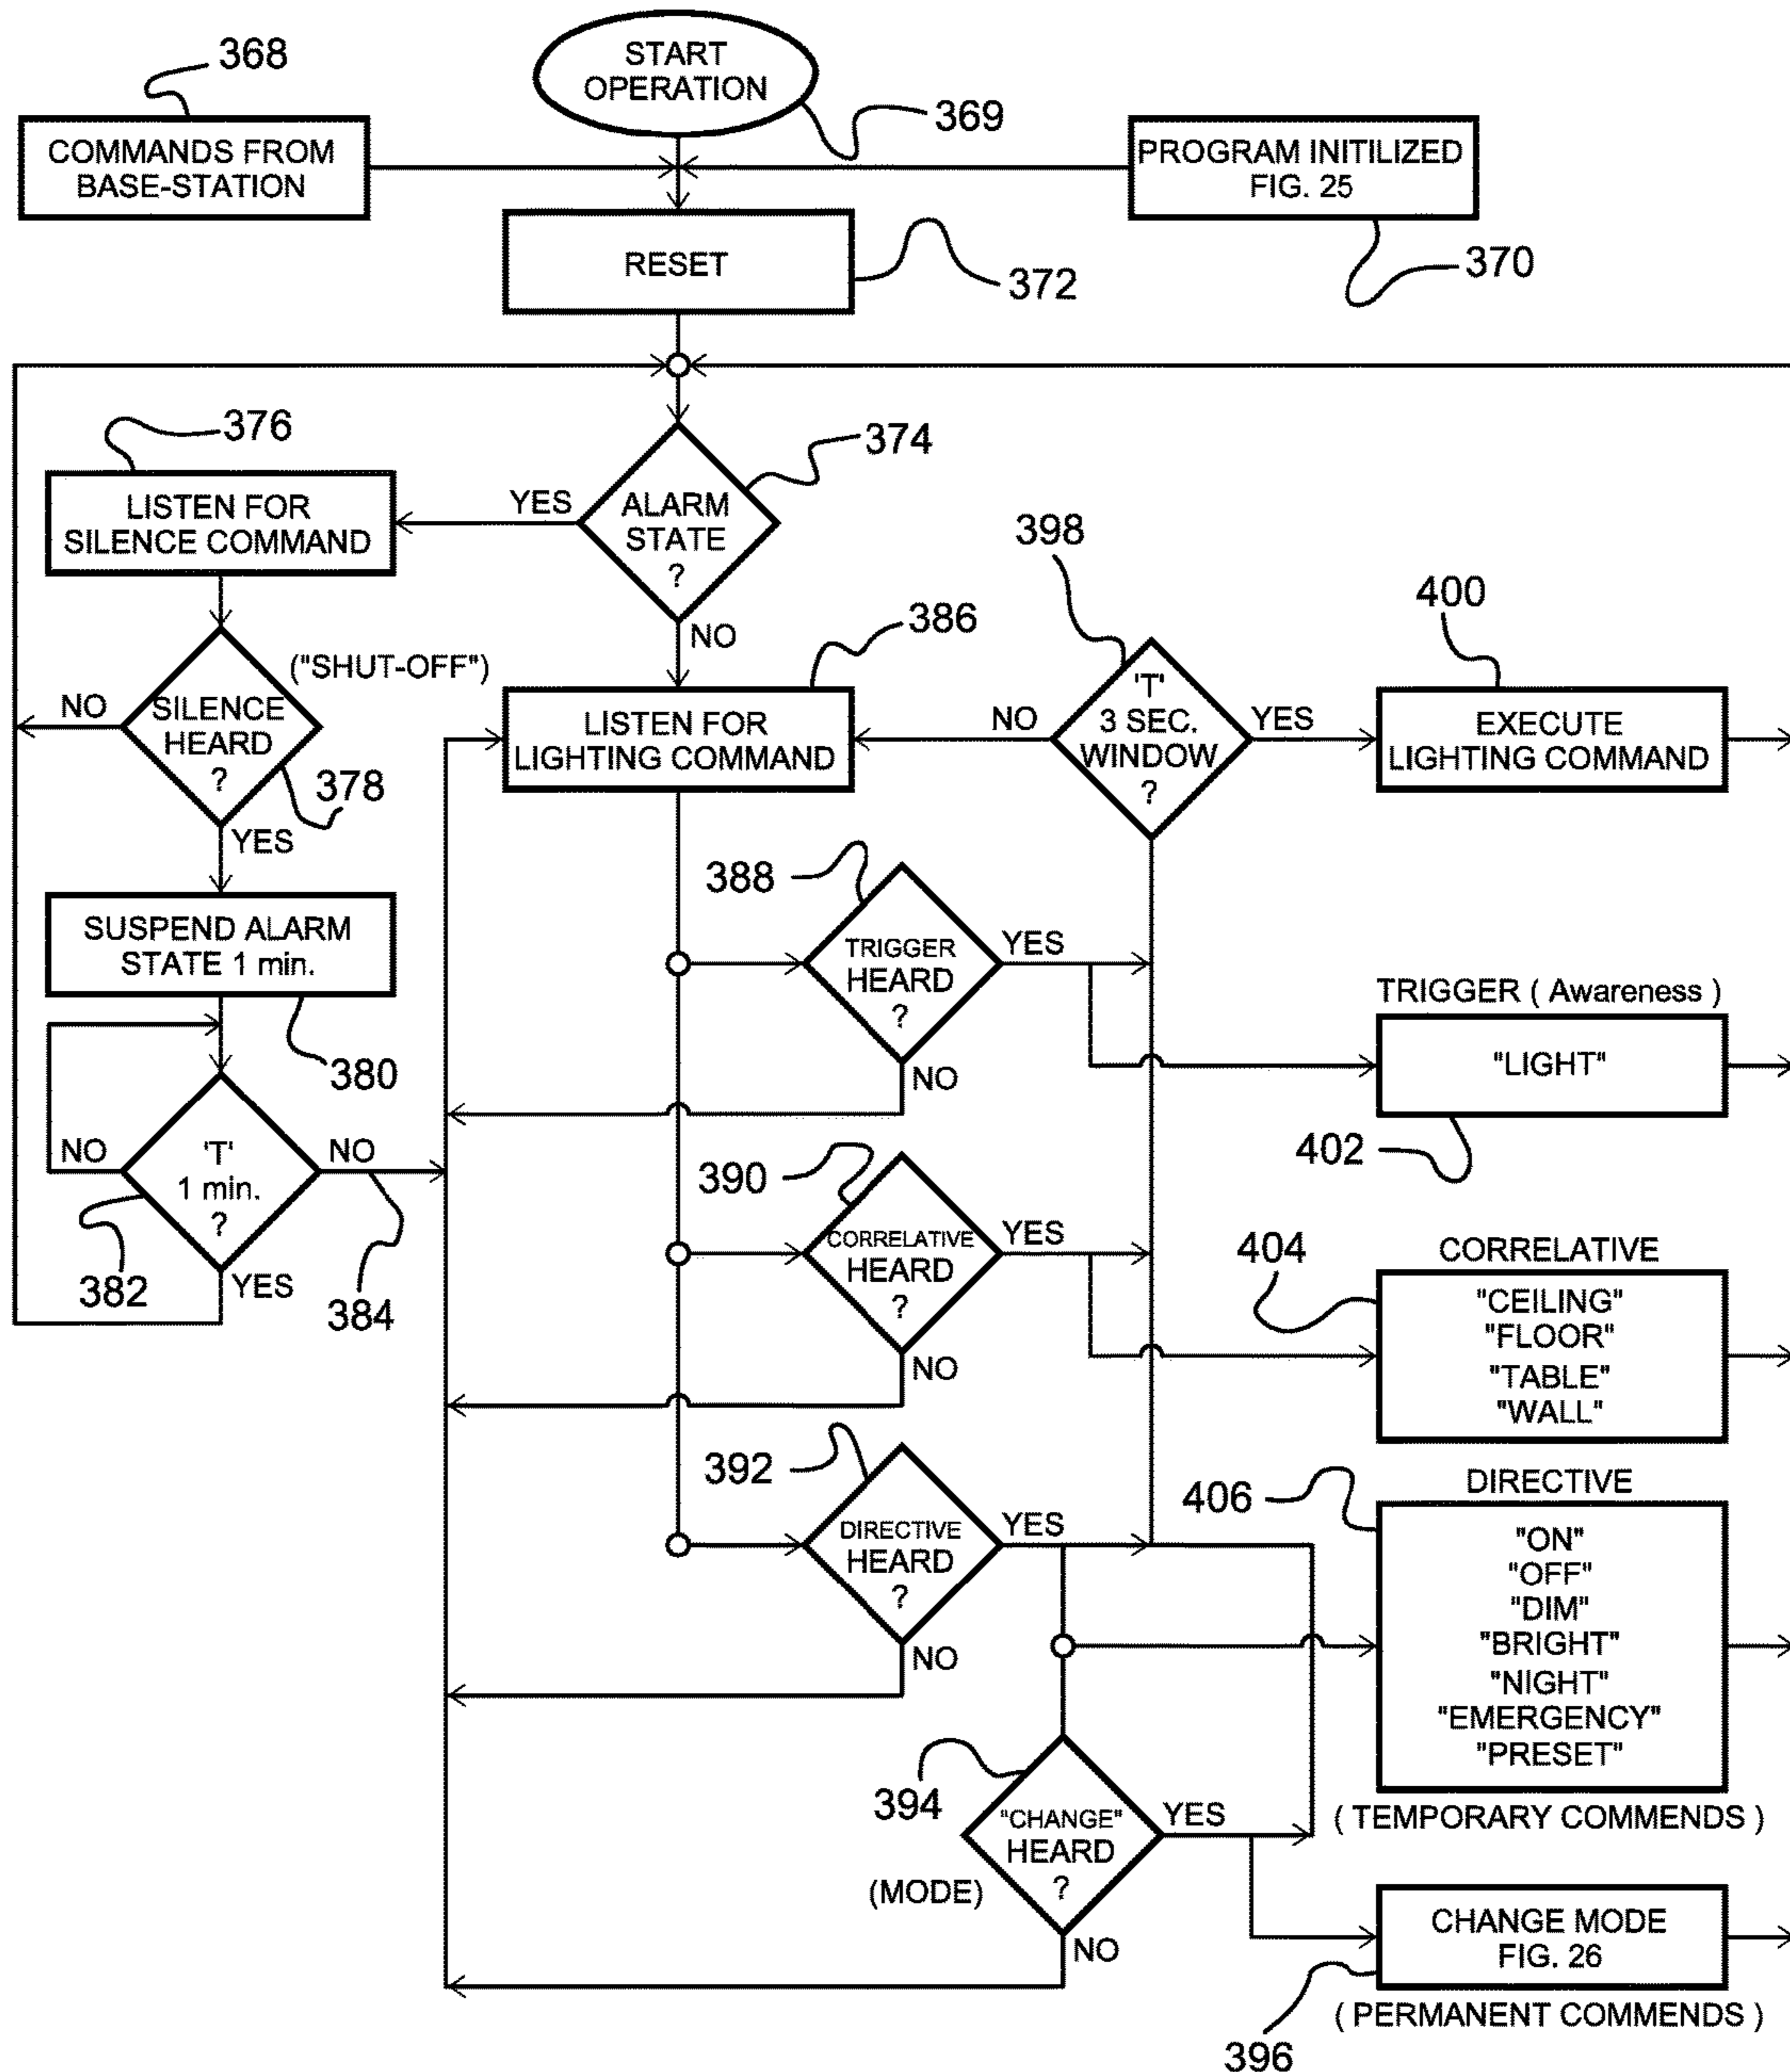 368
START
OPERATION
369
COMMANDS FROM
BASE-STATION
PROGRAM INITILIZED
FIG. 25
370
RESET
372
376
374
LISTEN FOR
SILENCE COMMAND
YES
ALARM
STATE
?
NO
398
386
400
("SHUT-OFF")
NO
SILENCE
HEARD
?
378
YES
LISTEN FOR
LIGHTING COMMAND
NO
'T'
3 SEC.
WINDOW
?
YES
EXECUTE
LIGHTING COMMAND
388
SUSPEND ALARM
STATE 1 min.
380
TRIGGER
HEARD
?
YES
NO
TRIGGER ( Awareness )
"LIGHT"
402
NO
'T'
1 min.
?
NO
382
YES
384
390
CORRELATIVE
HEARD
?
YES
NO
404
CORRELATIVE
"CEILING"
"FLOOR"
"TABLE"
"WALL"
392
DIRECTIVE
HEARD
?
YES
NO
406
DIRECTIVE
"ON"
"OFF"
"DIM"
"BRIGHT"
"NIGHT"
"EMERGENCY"
"PRESET"
( TEMPORARY COMMENDS )
394
"CHANGE"
HEARD
?
YES
(MODE)
NO
CHANGE MODE
FIG. 26
( PERMANENT COMMENDS )
396